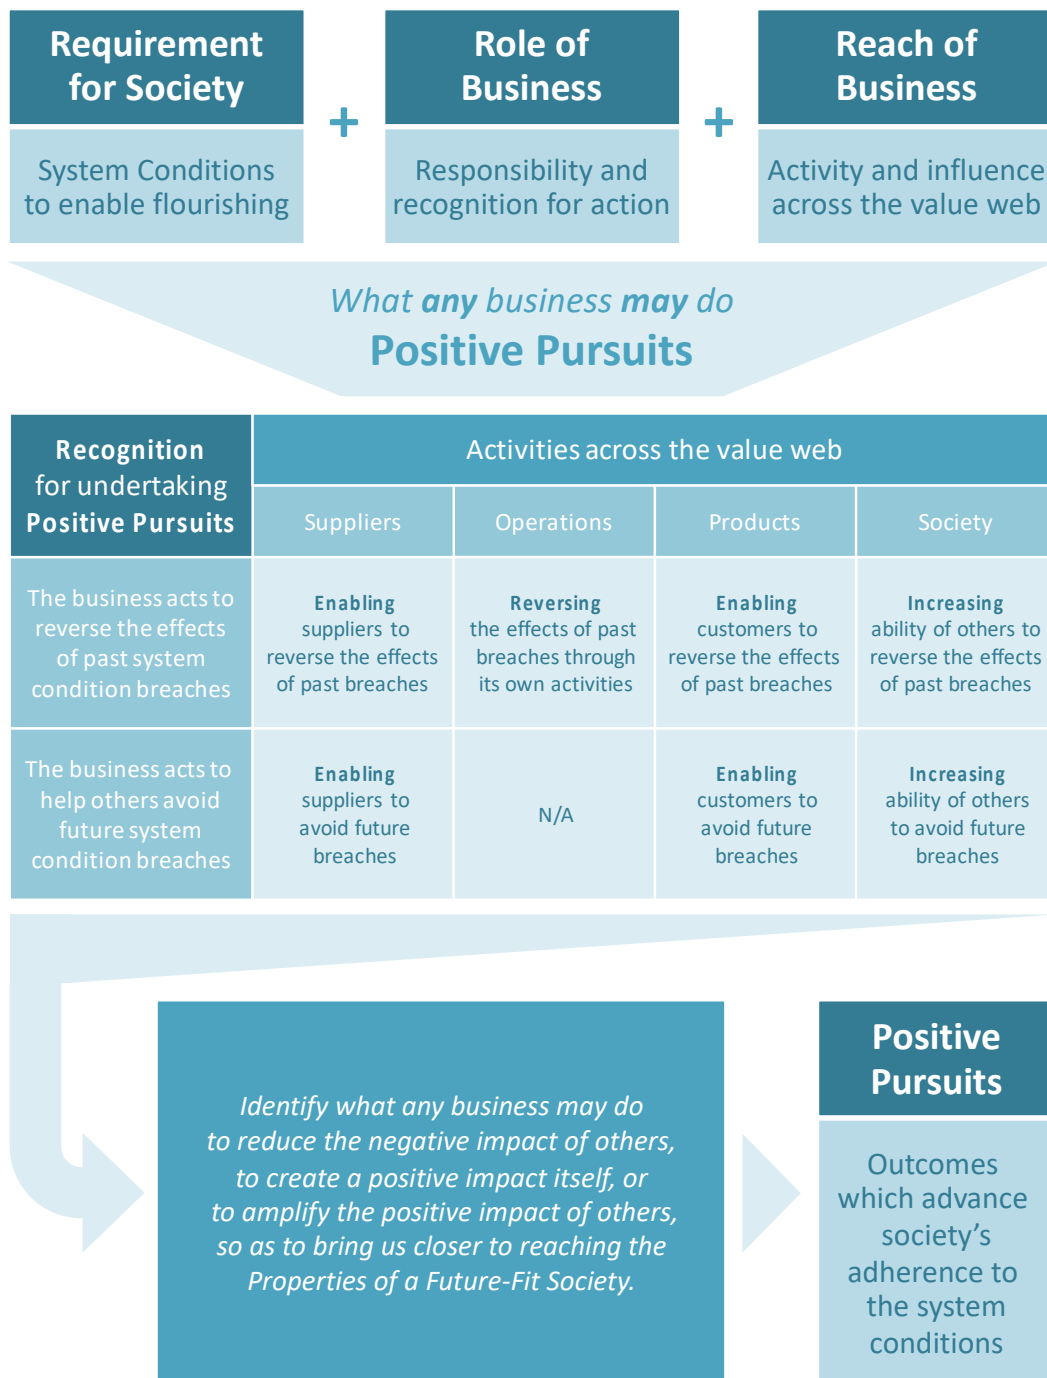 Requirement
for Society
System Conditions
to enable flourishing
+
Role of
Business
Responsibility and
recognition for action
+
Reach of
Business
Activity and influence
across the value web
What any business may do
Positive Pursuits
Recognition
for undertaking
Positive Pursuits
Activities across the value web
Suppliers
Operations
Products
Society
The business acts to
reverse the effects
of past system
condition breaches
Enabling
suppliers to
reverse the effects
of past breaches
Reversing
the effects of past
breaches through
its own activities
Enabling
customers to
reverse the effects
of past breaches
Increasing
ability of others to
reverse the effects
of past breaches
The business acts to
help others avoid
future system
condition breaches
Enabling
suppliers to
avoid future
breaches
N/A
Enabling
customers to
avoid future
breaches
Increasing
ability of others
to avoid future
breaches
Identify what any business may do
to reduce the negative impact of others,
to create a positive impact itself, or
to amplify the positive impact of others,
so as to bring us closer to reaching the
Properties of a Future-Fit Society.
Positive
Pursuits
Outcomes
which advance
society’s
adherence to
the system
conditions